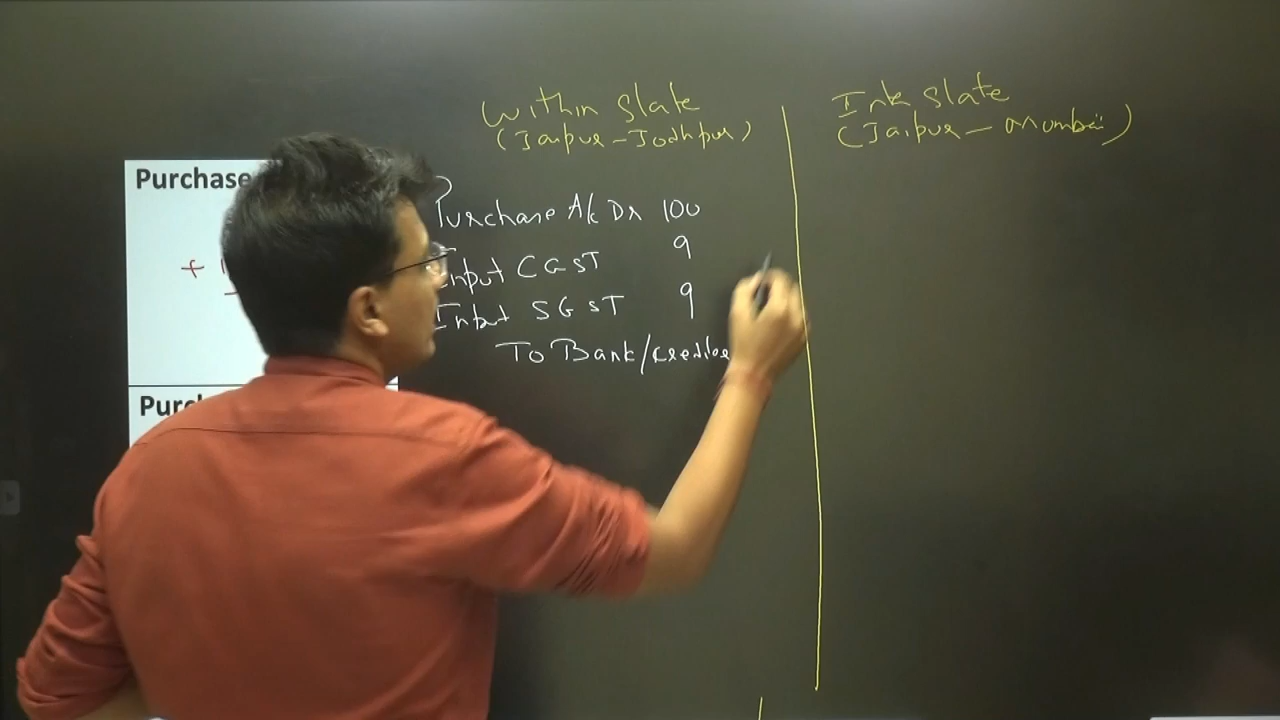 Within State
(Jaipur - Jodhpur)
Inter State
(Jaipur - Mumbai)
Purchase
+
Purchase A/c Dr 100
Input CGST 9
Input SGST 9
To Bank/creditor
Purc